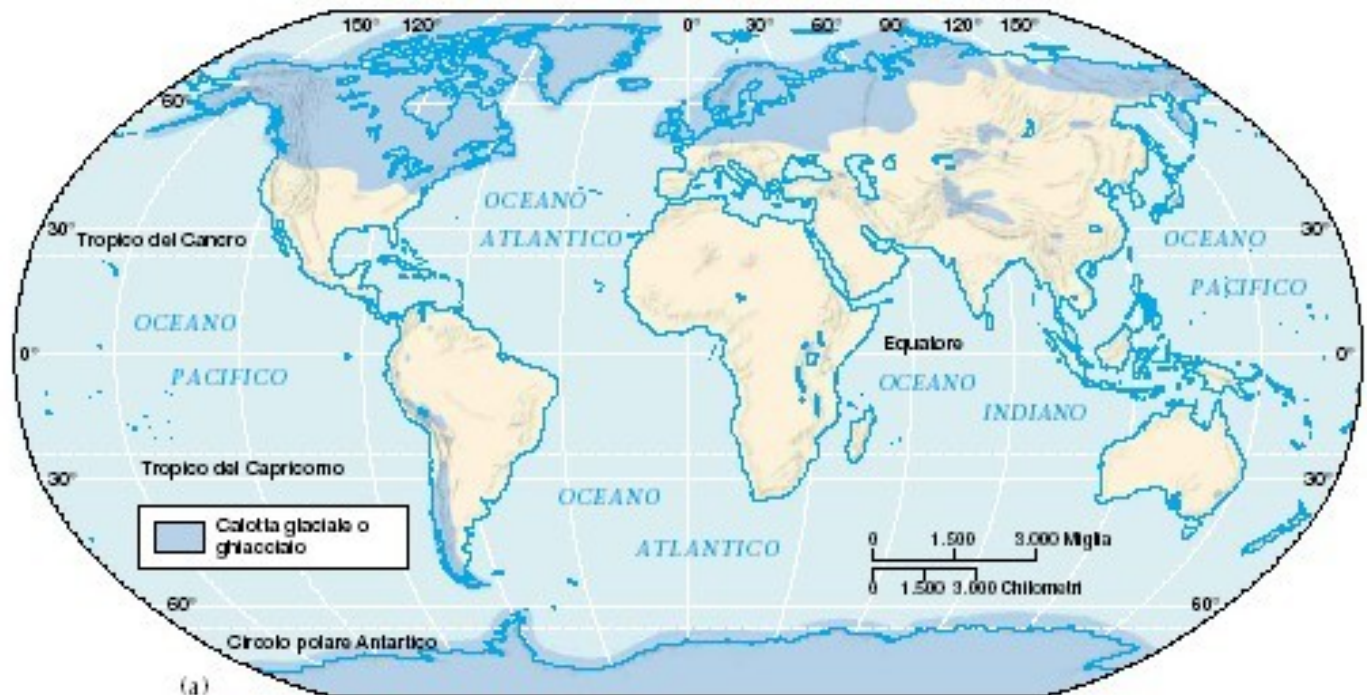 150° 120° 0° 30° 60° 120° 150°
60°
OCEANO
ATLANTICO
30° Tropico del Cancro
OCEANO 30°
PACIFICO
OCEANO
PACIFICO
Equatore
0° 0°
OCEANO
INDIANO
Tropico del Capricorno
30° 30°
OCEANO
ATLANTICO
Calotta glaciale o
ghiacciaio
0 1.500 3.000 Miglia
0 1.500 3.000 Chilometri
60° 60°
Circolo polare Antartico
(a)